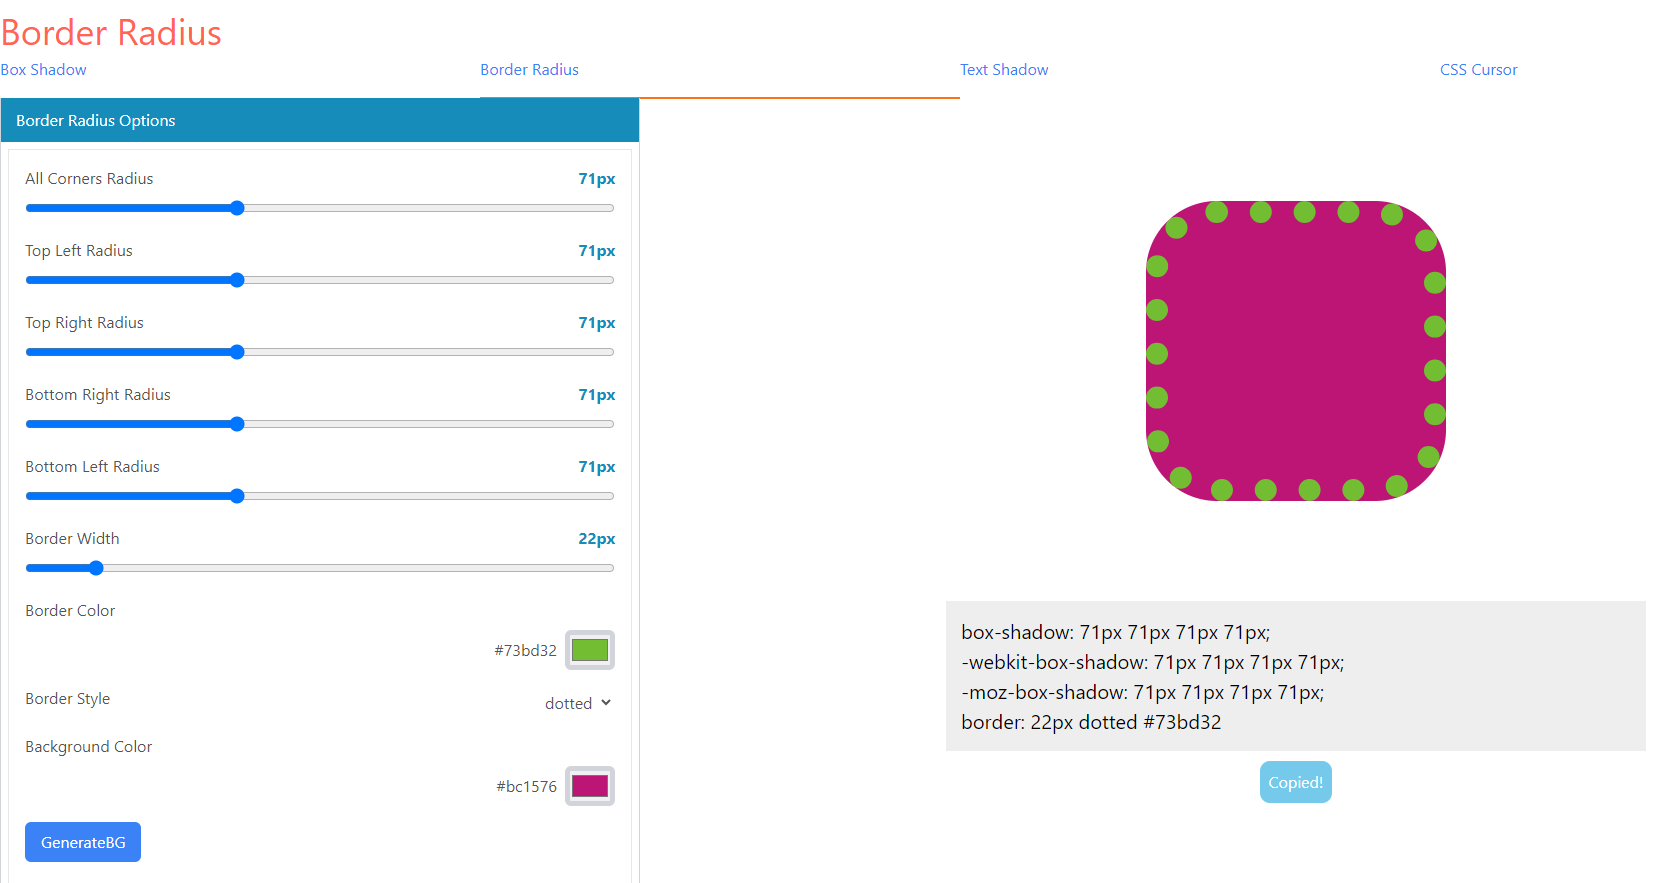 Border Radius
Box Shadow Border Radius Text Shadow CSS Cursor
Border Radius Options
All Corners Radius 71px
Top Left Radius 71px
Top Right Radius 71px
Bottom Right Radius 71px
Bottom Left Radius 71px
Border Width 22px
Border Color
#73bd32
Border Style dotted
Background Color
#bc1576
GenerateBG
box-shadow: 71px 71px 71px 71px;
-webkit-box-shadow: 71px 71px 71px 71px;
-moz-box-shadow: 71px 71px 71px 71px;
border: 22px dotted #73bd32
Copied!